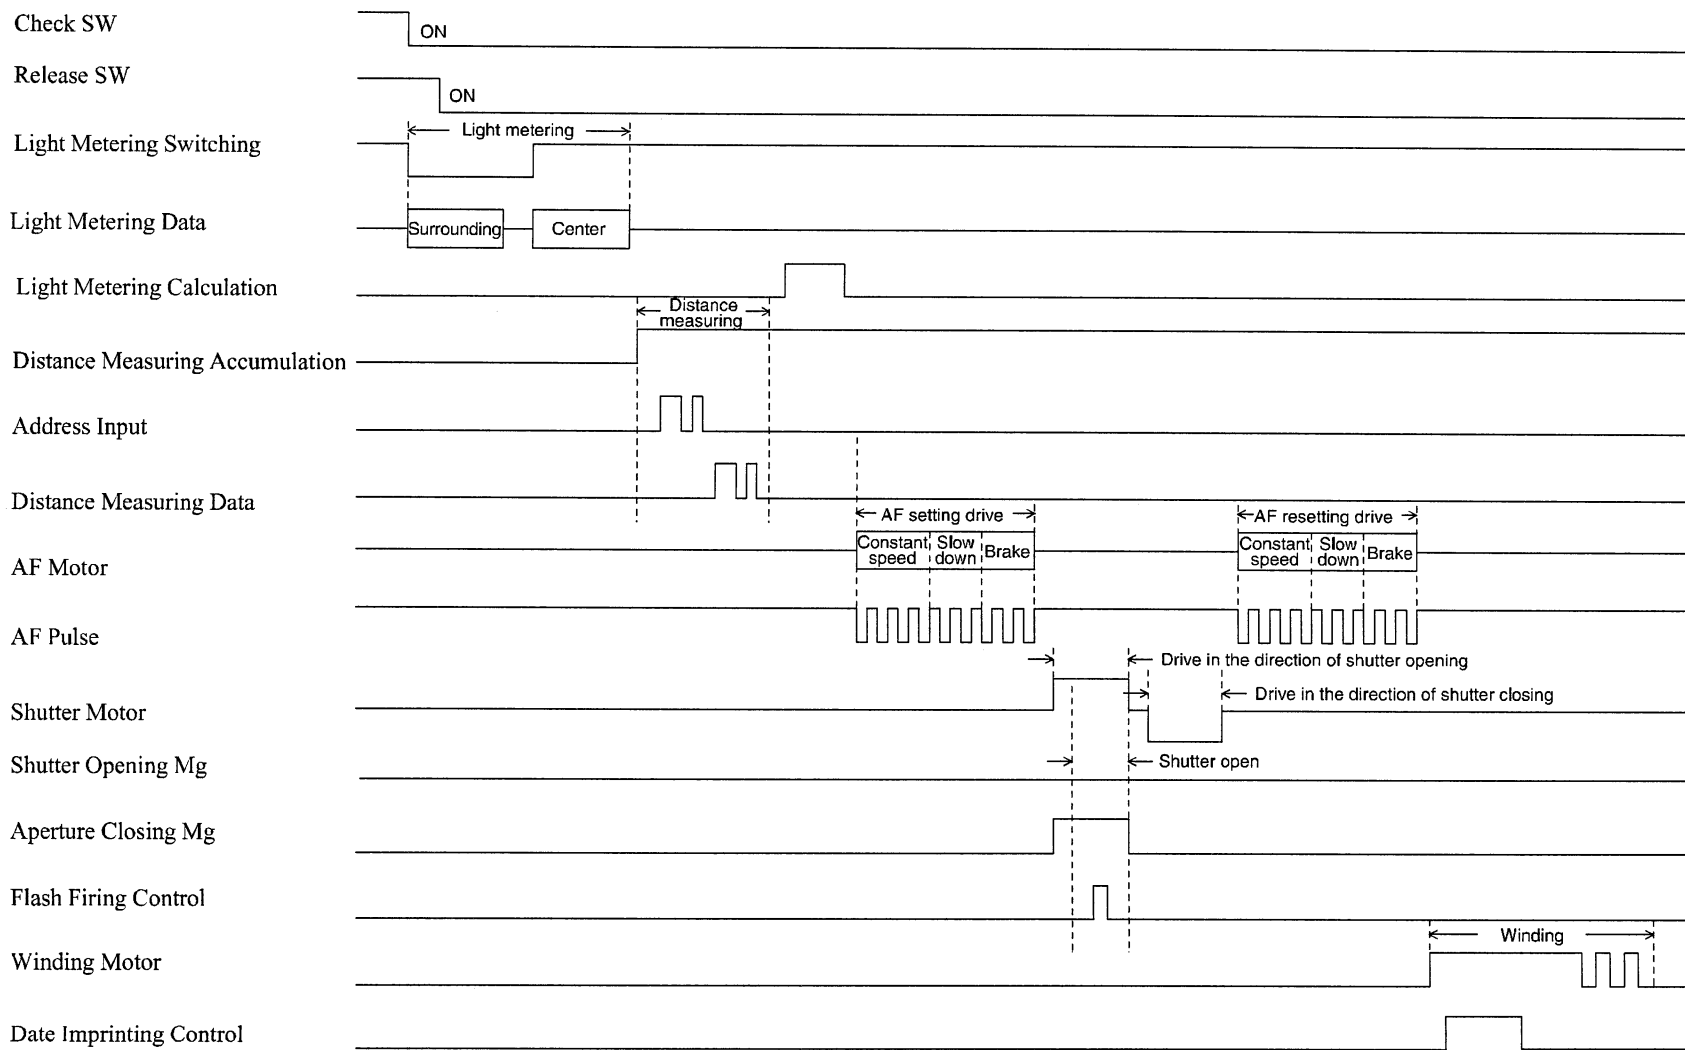 Check SW
ON
Release SW
ON
Light metering
Light Metering Switching
Light Metering Data
Surrounding
Center
Light Metering Calculation
Distance
measuring
Distance Measuring Accumulation
Address Input
Distance Measuring Data
AF setting drive
AF resetting drive
Constant
speed
Slow
down
Brake
Constant
speed
Slow
down
Brake
AF Motor
AF Pulse
Drive in the direction of shutter opening
Drive in the direction of shutter closing
Shutter Motor
Shutter Opening Mg
Shutter open
Aperture Closing Mg
Flash Firing Control
Winding
Winding Motor
Date Imprinting Control